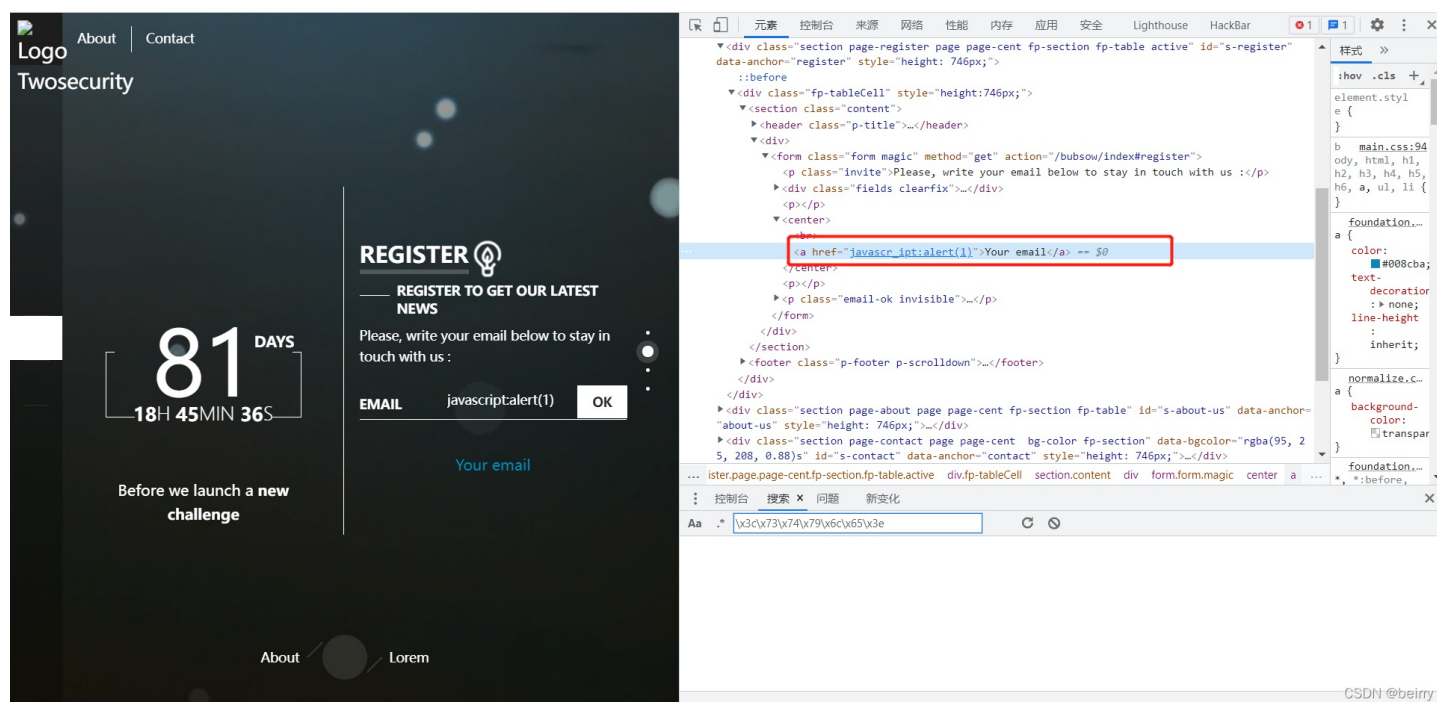 Logo
Twosecurity
About
Contact
REGISTER
REGISTER TO GET OUR LATEST
NEWS
Please, write your email below to stay in
touch with us :
EMAIL
javascript:alert(1)
OK
Your email
81
DAYS
18H 45MIN 36S
Before we launch a new
challenge
About
Lorem
元素
控制台
来源
网络
性能
内存
应用
安全
Lighthouse
HackBar
1
1
▼<div class="section page-register page page-cent fp-section fp-table active" id="s-register"
data-anchor="register" style="height: 746px;">
::before
▼<div class="fp-tableCell" style="height:746px;">
▼<section class="content">
▶<header class="p-title">…</header>
▼<div>
▼<form class="form magic" method="get" action="/bubsow/index#register">
<p class="invite">Please, write your email below to stay in touch with us :</p>
▶<div class="fields clearfix">…</div>
<p></p>
▼<center>
<br>
<a href="javascr_ipt:alert(1)">Your email</a> == $0
</center>
<p></p>
▶<p class="email-ok invisible">…</p>
</form>
</div>
</section>
▶<footer class="p-footer p-scrolldown">…</footer>
</div>
</div>
▶<div class="section page-about page page-cent fp-section fp-table" id="s-about-us" data-anchor=
"about-us" style="height: 746px;">…</div>
▶<div class="section page-contact page page-cent  bg-color fp-section" data-bgcolor="rgba(95, 2
5, 208, 0.88)s" id="s-contact" data-anchor="contact" style="height: 746px;">…</div>
… ister.page.page-cent.fp-section.fp-table.active div.fp-tableCell section.content div form.form.magic center a …
样式 »
:hov .cls +
element.styl
e {
}
b main.css:94
ody, html, h1,
h2, h3, h4, h5,
h6, a, ul, li {
}
foundation.…
a {
color:
#008cba;
text-
decoration
: ▶ none;
line-height
:
inherit;
}
normalize.c…
a {
background-
color:
transpar
}
foundation.…
*, *:before,
控制台
搜索 ×
问题
新变化
Aa .* \x3c\x73\x74\x79\x6c\x65\x3e
CSDN @beirry